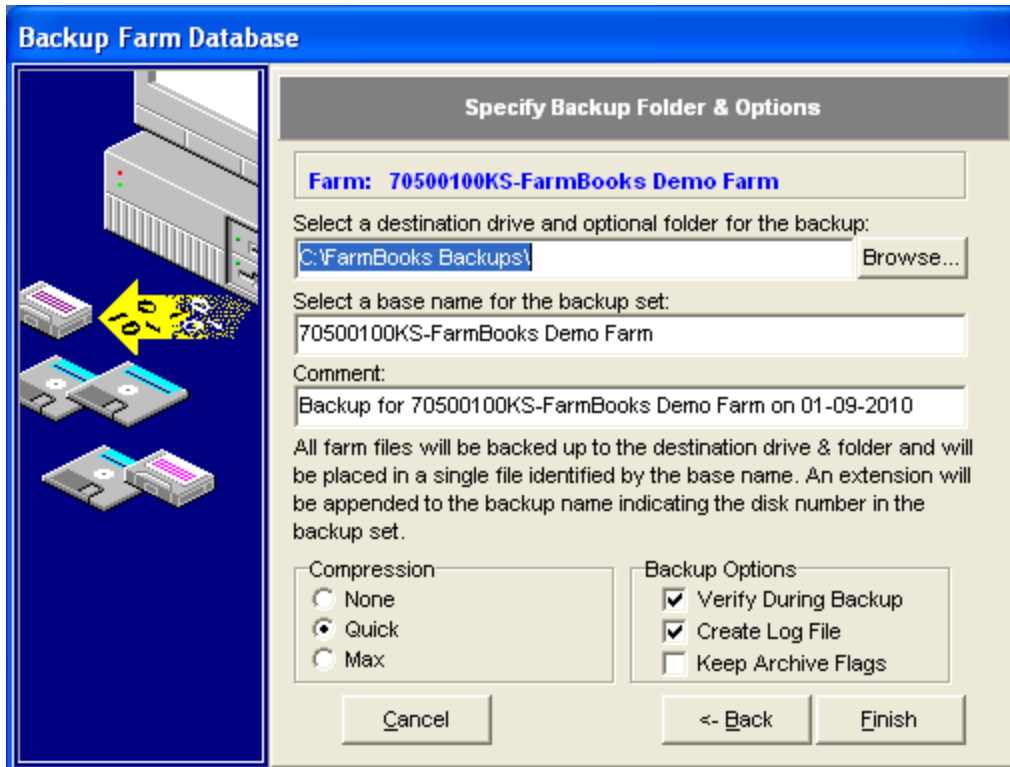 Backup Farm Database
Specify Backup Folder & Options
Farm: 70500100KS-FarmBooks Demo Farm
Select a destination drive and optional folder for the backup:
C:\FarmBooks Backups\
Browse...
Select a base name for the backup set:
70500100KS-FarmBooks Demo Farm
Comment:
Backup for 70500100KS-FarmBooks Demo Farm on 01-09-2010
All farm files will be backed up to the destination drive & folder and will
be placed in a single file identified by the base name. An extension will
be appended to the backup name indicating the disk number in the
backup set.
Compression
None
Quick
Max
Backup Options
Verify During Backup
Create Log File
Keep Archive Flags
Cancel
<- Back
Finish